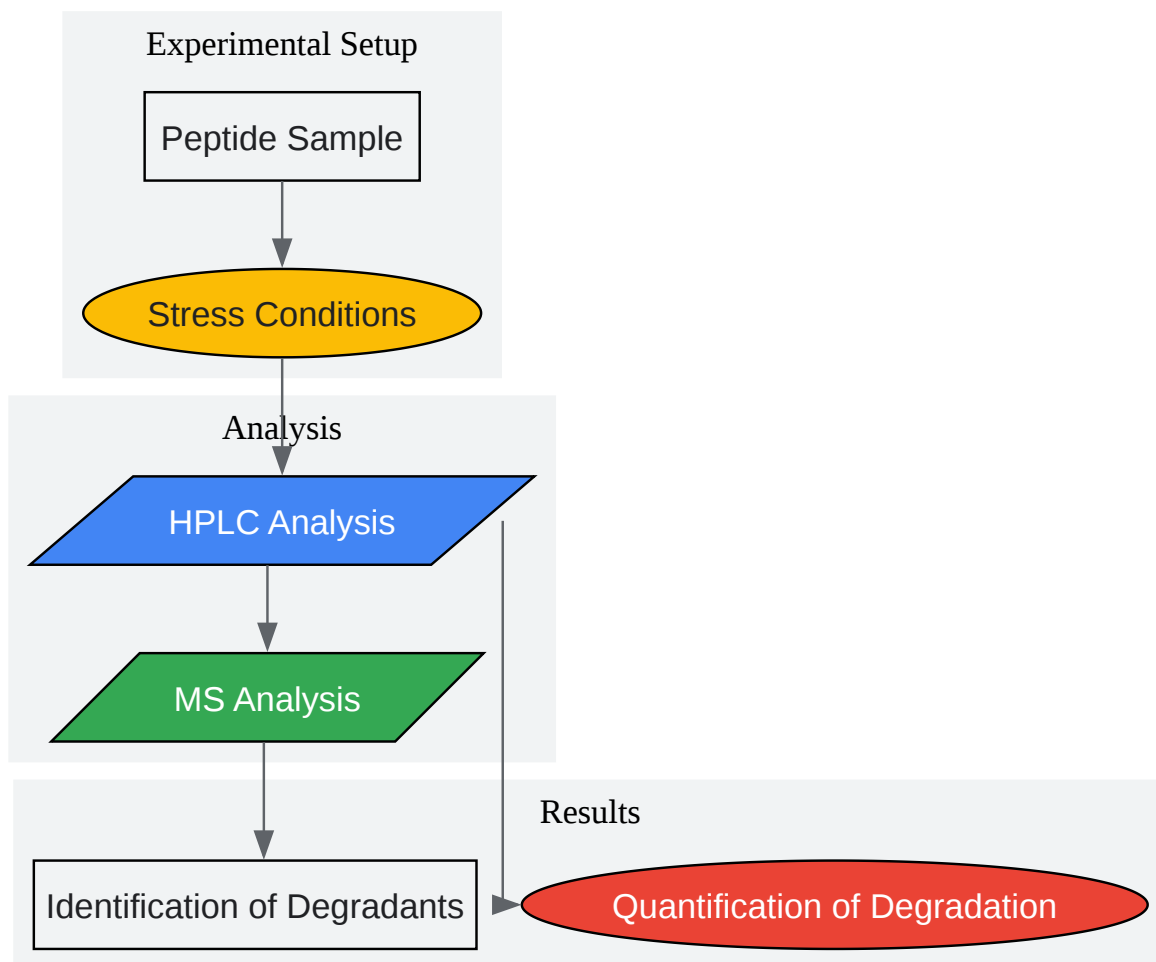 Experimental Setup
Peptide Sample
Stress Conditions
Analysis
HPLC Analysis
MS Analysis
Results
Identification of Degradants
Quantification of Degradation